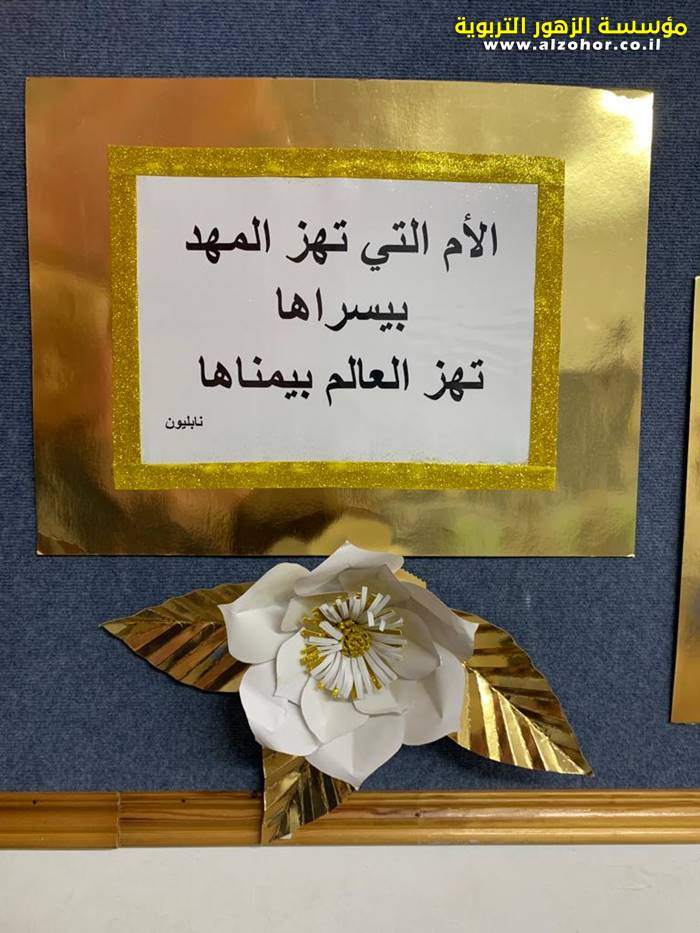 مؤسسة الزهور التربوية
www.alzohor.co.il
الأم التي تهز المهد
بيسراها
تهز العالم بيمناها
نابليون